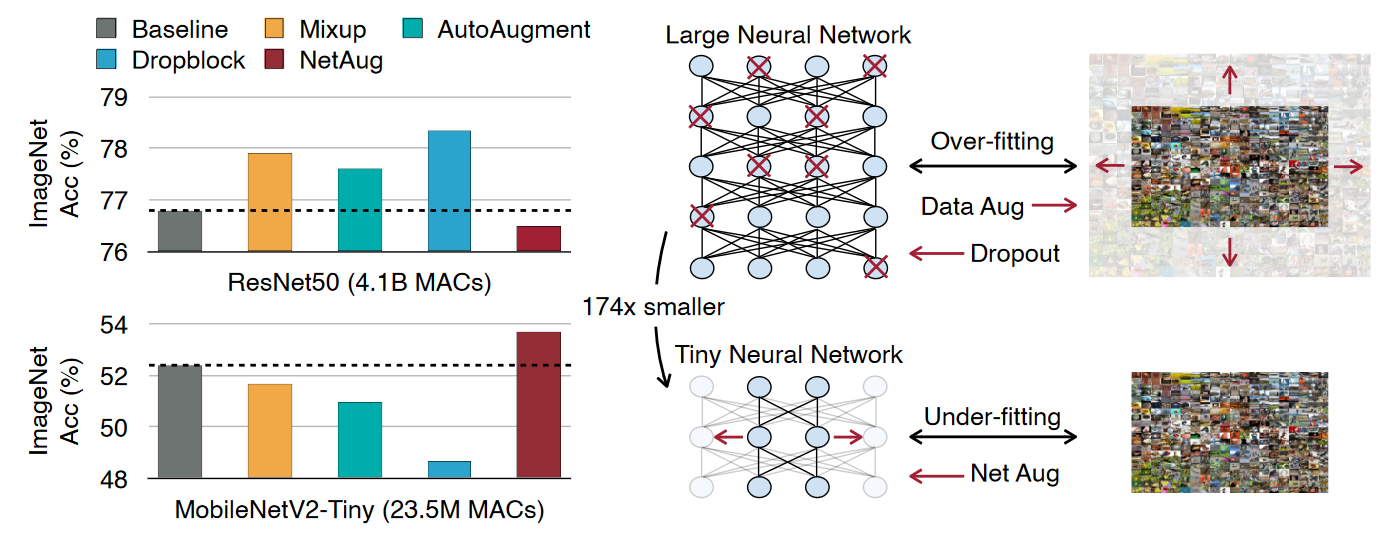 Baseline
Mixup
AutoAugment
Dropblock
NetAug
ImageNet
Acc (%)
79
78
77
76
ResNet50 (4.1B MACs)
ImageNet
Acc (%)
54
52
50
48
MobileNetV2-Tiny (23.5M MACs)
Large Neural Network
Over-fitting
Data Aug
Dropout
174x smaller
Tiny Neural Network
Under-fitting
Net Aug